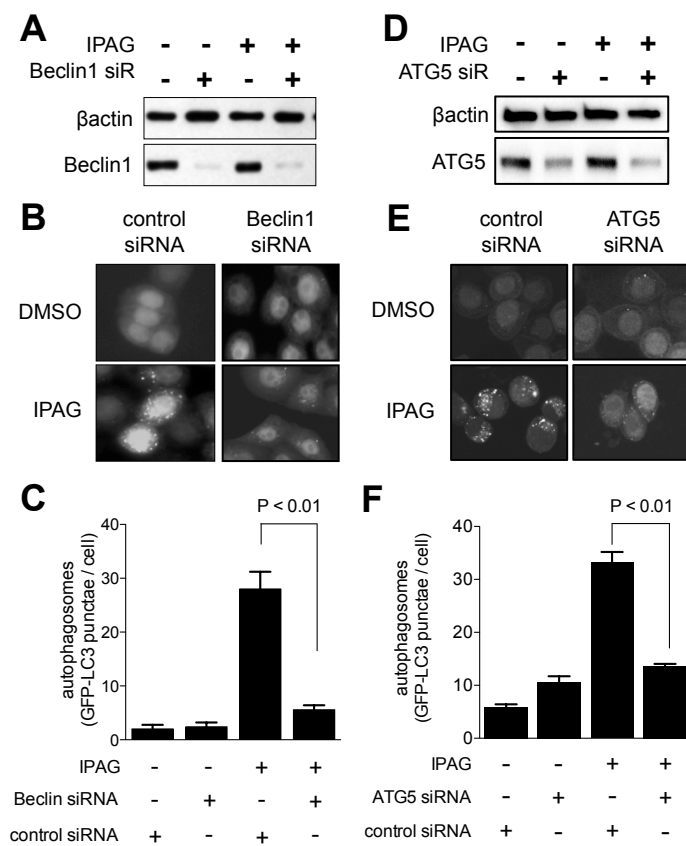 A
IPAG - - + +
Beclin1 siR - + - +
βactin
Beclin1
B
control siRNA
Beclin1 siRNA
DMSO
IPAG
C
P < 0.01
autophagosomes
(GFP-LC3 punctae / cell)
40
30
20
10
0
IPAG - - + +
Beclin siRNA - + - +
control siRNA + - + -
D
IPAG - - + +
ATG5 siR - + - +
βactin
ATG5
E
control siRNA
ATG5 siRNA
DMSO
IPAG
F
P < 0.01
autophagosomes
(GFP-LC3 punctae / cell)
40
30
20
10
0
IPAG - - + +
ATG5 siRNA - + - +
control siRNA + - + -